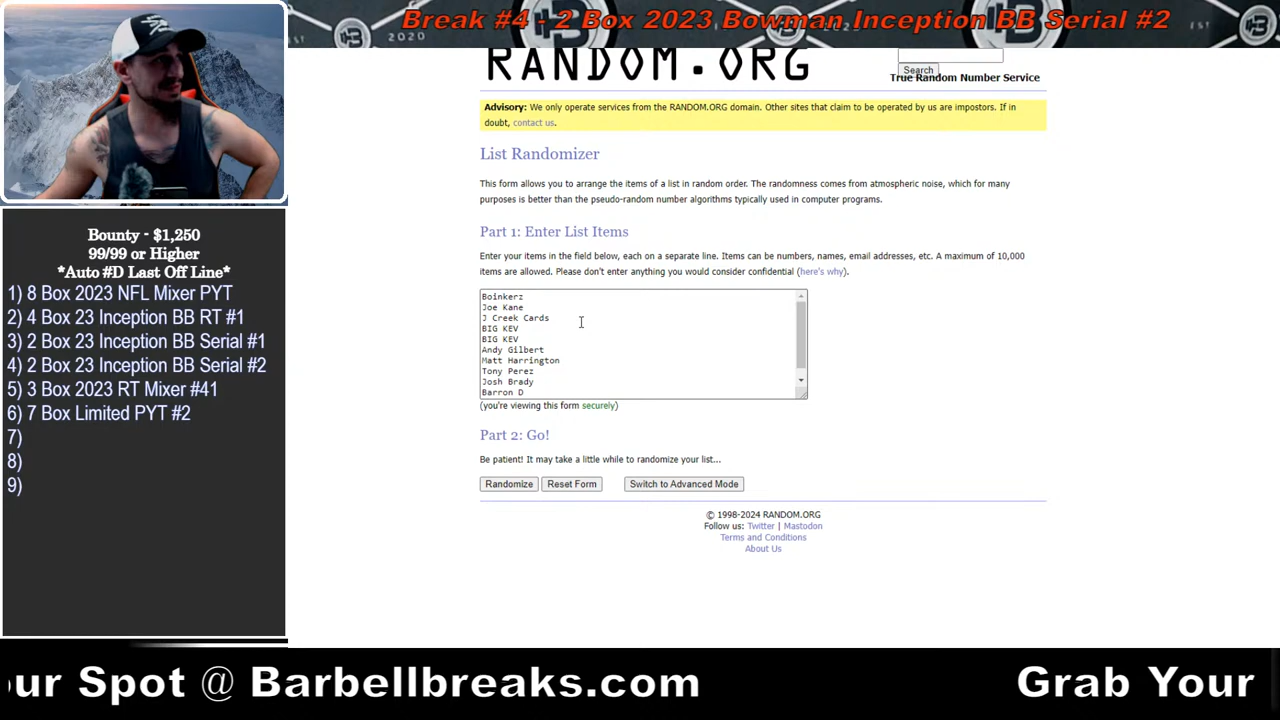 Break #4 - 2 Box 2023 Bowman Inception BB Serial #2
2020
EST
RANDOM.ORG
Search
True Random Number Service
Advisory: We only operate services from the RANDOM.ORG domain. Other sites that claim to be operated by us are impostors. If in
doubt, contact us.
List Randomizer
This form allows you to arrange the items of a list in random order. The randomness comes from atmospheric noise, which for many
purposes is better than the pseudo-random number algorithms typically used in computer programs.
Part 1: Enter List Items
Enter your items in the field below, each on a separate line. Items can be numbers, names, email addresses, etc. A maximum of 10,000
items are allowed. Please don't enter anything you would consider confidential (here's why).
Boinkerz
Joe Kane
J Creek Cards
BIG KEV
BIG KEV
Andy Gilbert
Matt Harrington
Tony Perez
Josh Brady
Barron D
(you're viewing this form securely)
Part 2: Go!
Be patient! It may take a little while to randomize your list...
Randomize
Reset Form
Switch to Advanced Mode
© 1998-2024 RANDOM.ORG
Follow us: Twitter | Mastodon
Terms and Conditions
About Us
Bounty - $1,250
99/99 or Higher
*Auto #D Last Off Line*
1) 8 Box 2023 NFL Mixer PYT
2) 4 Box 23 Inception BB RT #1
3) 2 Box 23 Inception BB Serial #1
4) 2 Box 23 Inception BB Serial #2
5) 3 Box 2023 RT Mixer #41
6) 7 Box Limited PYT #2
7)
8)
9)
our Spot @ Barbellbreaks.com
Grab Your